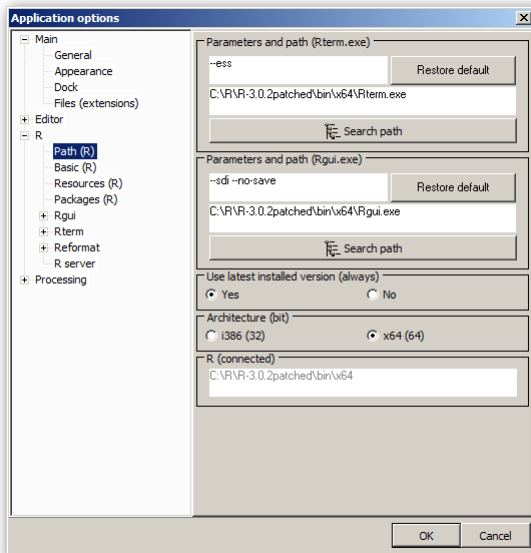 Application options
Main
General
Appearance
Dock
Files (extensions)
Editor
R
Path (R)
Basic (R)
Resources (R)
Packages (R)
Rgui
Rterm
Reformat
R server
Processing
Parameters and path (Rterm.exe)
--ess
Restore default
C:\R\R-3.0.2patched\bin\x64\Rterm.exe
Search path
Parameters and path (Rgui.exe)
--sdi --no-save
Restore default
C:\R\R-3.0.2patched\bin\x64\Rgui.exe
Search path
Use latest installed version (always)
Yes No
Architecture (bit)
i386 (32) x64 (64)
R (connected)
C:\R\R-3.0.2patched\bin\x64
OK Cancel